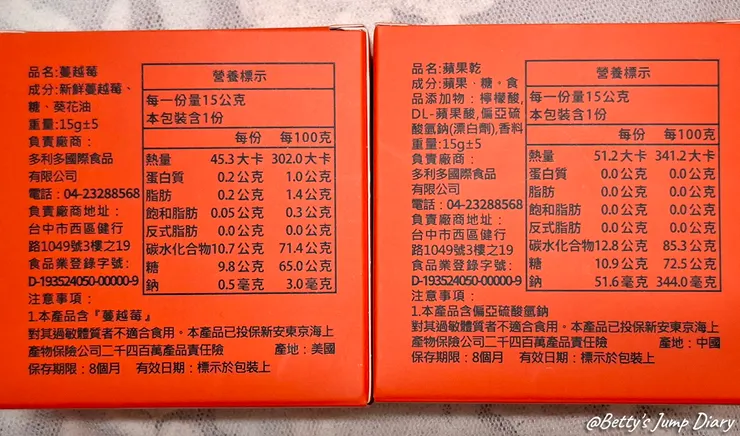 品名:蔓越莓
成分:新鮮蔓越莓、
糖、葵花油
重量:15g±5
負責廠商:
多利多國際食品
有限公司
電話:04-23288568
負責廠商地址:
台中市西區健行
路1049號3樓之19
食品業登錄字號:
D-193524050-00000-9
營養標示
每一份量15公克
本包裝含1份
每份 每100克
熱量 45.3大卡 302.0大卡
蛋白質 0.2公克 1.0公克
脂肪 0.2公克 1.4公克
飽和脂肪 0.05公克 0.3公克
反式脂肪 0.0公克 0.0公克
碳水化合物10.7公克 71.4公克
糖 9.8公克 65.0公克
鈉 0.5毫克 3.0毫克
注意事項:
1.本產品含『蔓越莓』
對其過敏體質者不適合食用。本產品已投保新安東京海上
產物保險公司二千四百萬產品責任險 產地:美國
保存期限:8個月 有效日期:標示於包裝上
品名:蘋果乾
成分:蘋果、糖。食
品添加物:檸檬酸,
DL-蘋果酸,偏亞硫
酸氫鈉(漂白劑),香料
重量:15g±5
負責廠商:
多利多國際食品
有限公司
電話:04-23288568
負責廠商地址:
台中市西區健行
路1049號3樓之19
食品業登錄字號:
D-193524050-00000-9
營養標示
每一份量15公克
本包裝含1份
每份 每100克
熱量 51.2大卡 341.2大卡
蛋白質 0.0公克 0.0公克
脂肪 0.0公克 0.0公克
飽和脂肪 0.0公克 0.0公克
反式脂肪 0.0公克 0.0公克
碳水化合物12.8公克 85.3公克
糖 10.9公克 72.5公克
鈉 51.6毫克 344.0毫克
注意事項:
1.本產品含偏亞硫酸氫鈉
對其過敏體質者不適合食用。本產品已投保新安東京海上
產物保險公司二千四百萬產品責任險 產地:中國
保存期限:8個月 有效日期:標示於包裝上
@Betty's Jump Diary